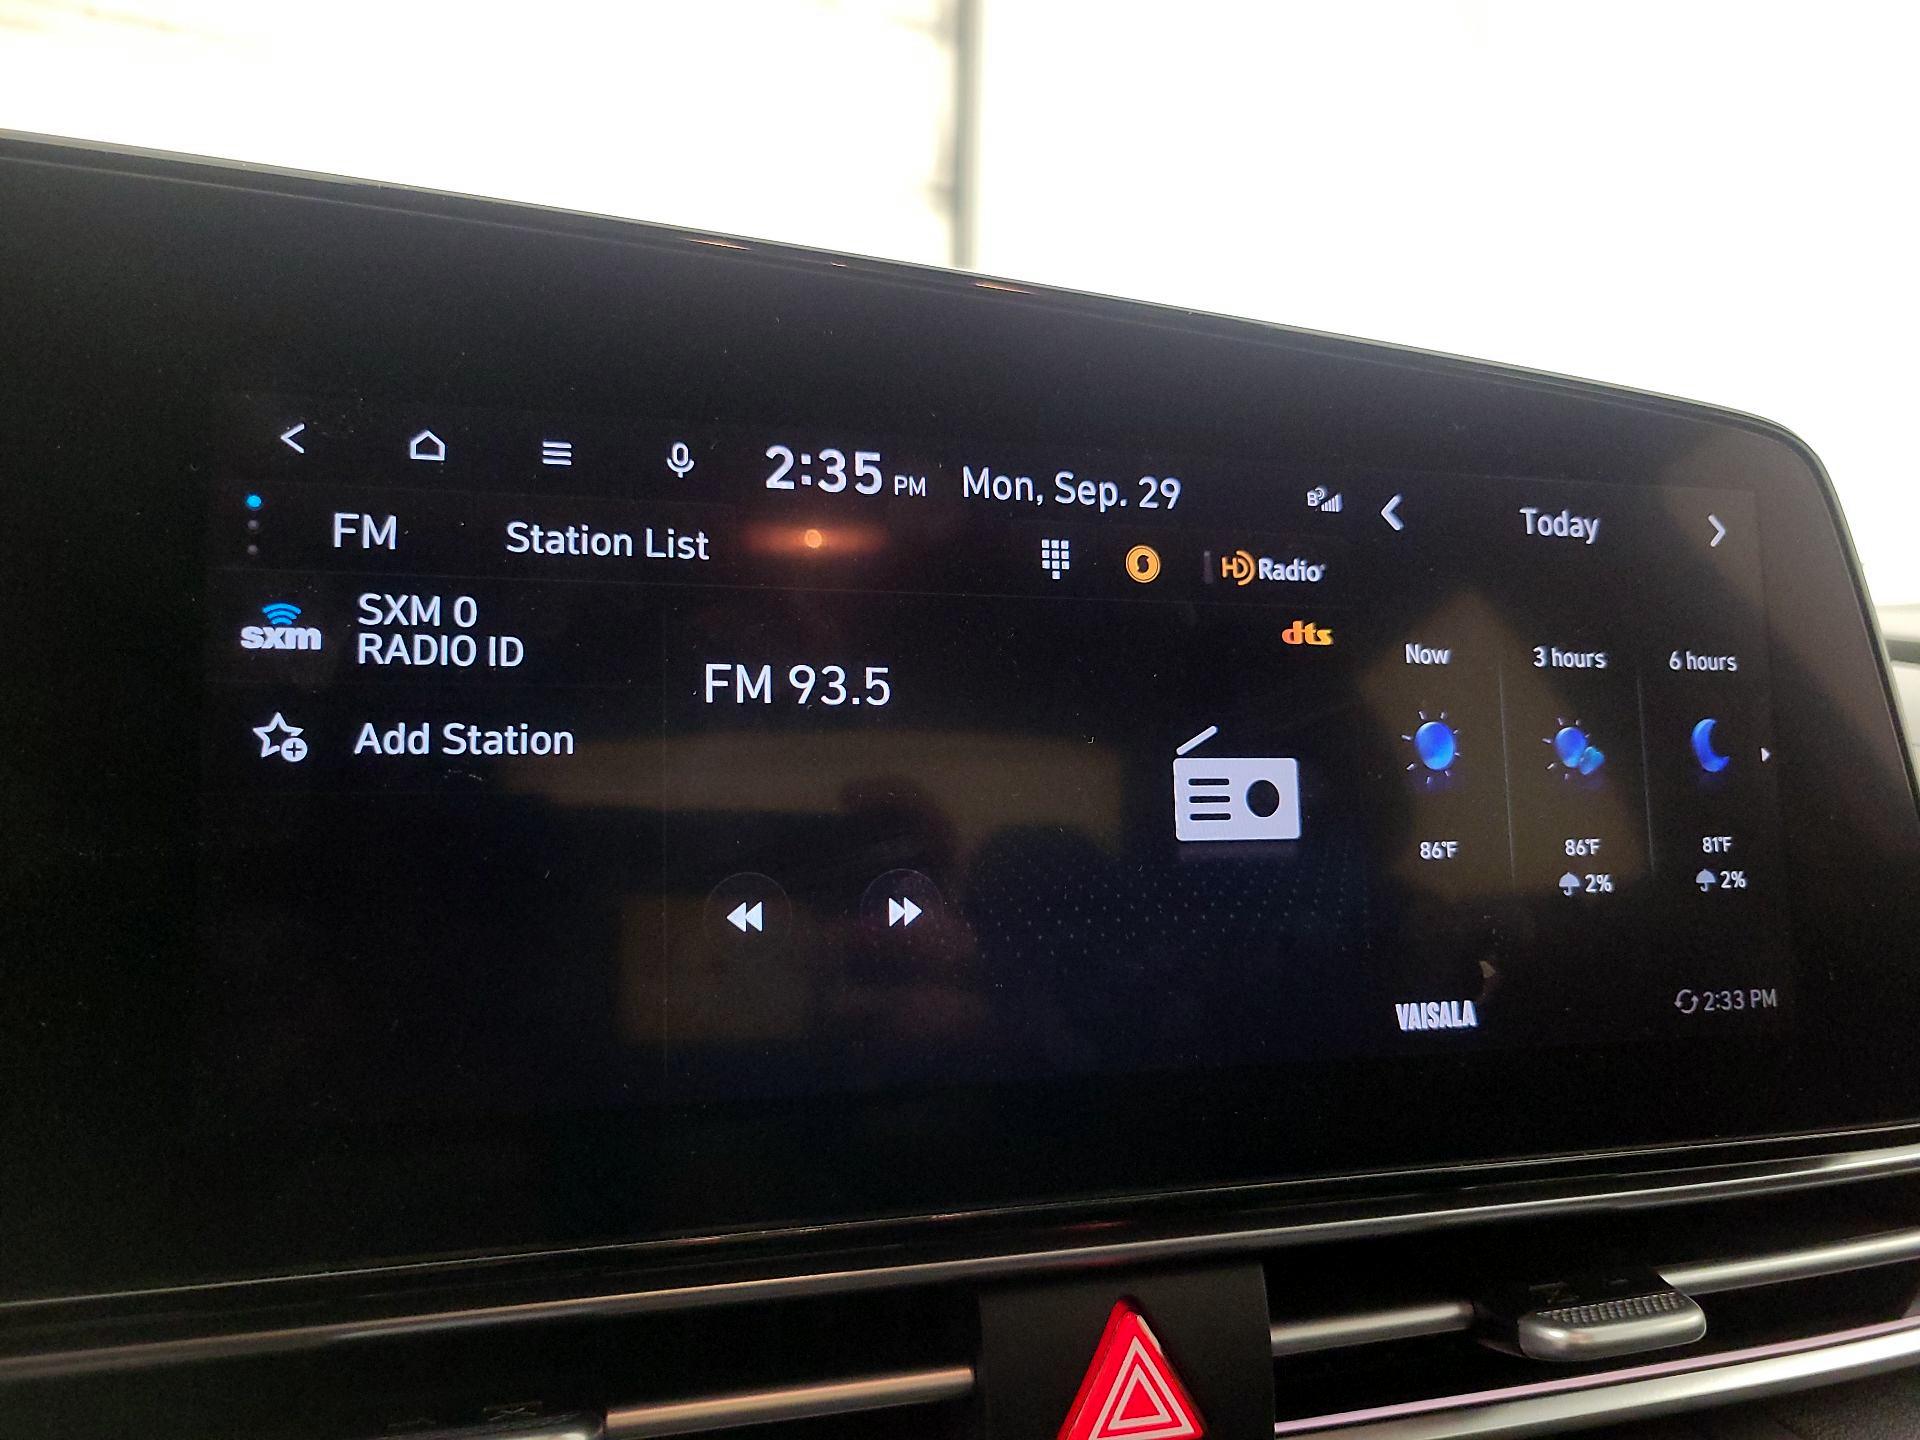 2:35 PM Mon, Sep. 29
FM Station List
HD Radio
Today
sxm
SXM 0
RADIO ID
dts
FM 93.5
Add Station
Now 3 hours 6 hours
86°F 86°F 81°F
2% 2%
VAISALA
2:33 PM